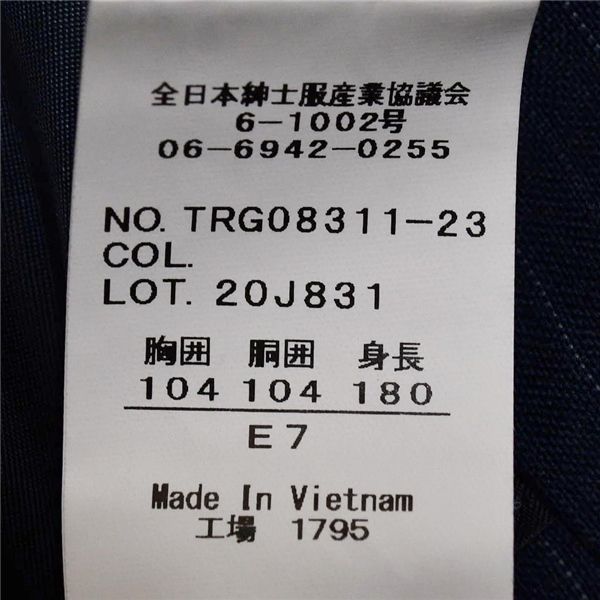 全日本紳士服産業協議会
6-1002号
06-6942-0255
NO. TRG08311-23
COL.
LOT. 20J831
胸囲 胴囲 身長
104 104 180
E7
Made In Vietnam
工場 1795